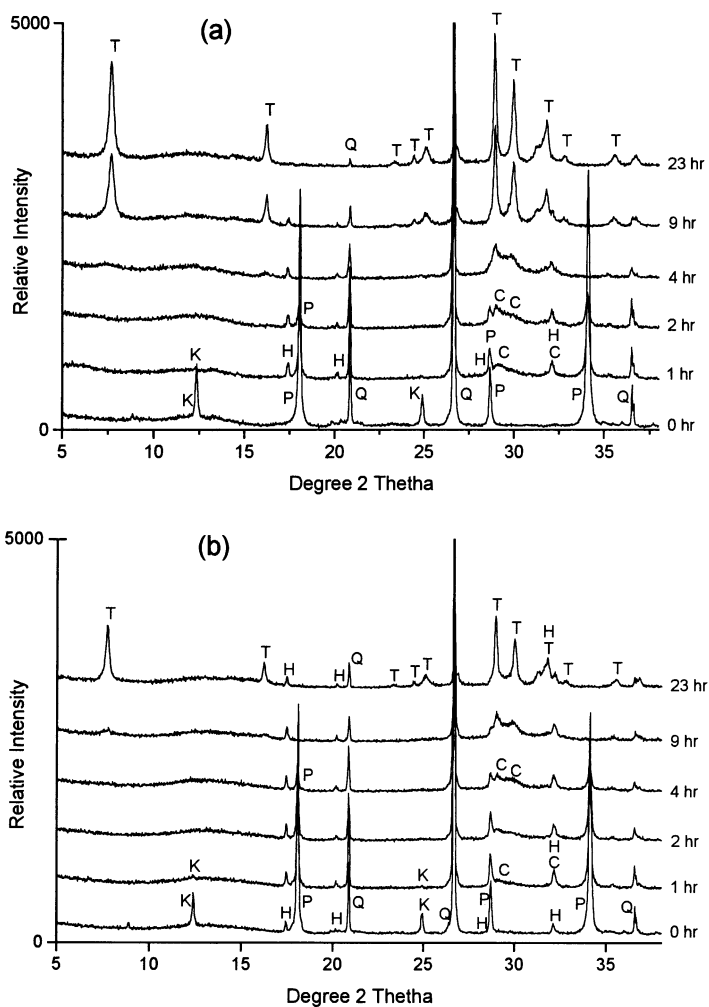 5000
(a)
T
T
T
T
Q
T
T
T
T
T
T
23 hr
9 hr
4 hr
P
C
C
2 hr
P
H
K
H
H
H
C
C
1 hr
K
P
Q
K
Q
P
P
Q
0 hr
0
5
10
15
20
25
30
35
Degree 2 Thetha
Relative Intensity
5000
(b)
T
T
T
H
T
H
H
Q
T
T
T
T
T
T
23 hr
9 hr
P
C
C
4 hr
2 hr
H
K
K
C
C
1 hr
K
H
P
H
Q
K
Q
P
H
H
P
Q
0 hr
0
5
10
15
20
25
30
35
Degree 2 Thetha
Relative Intensity